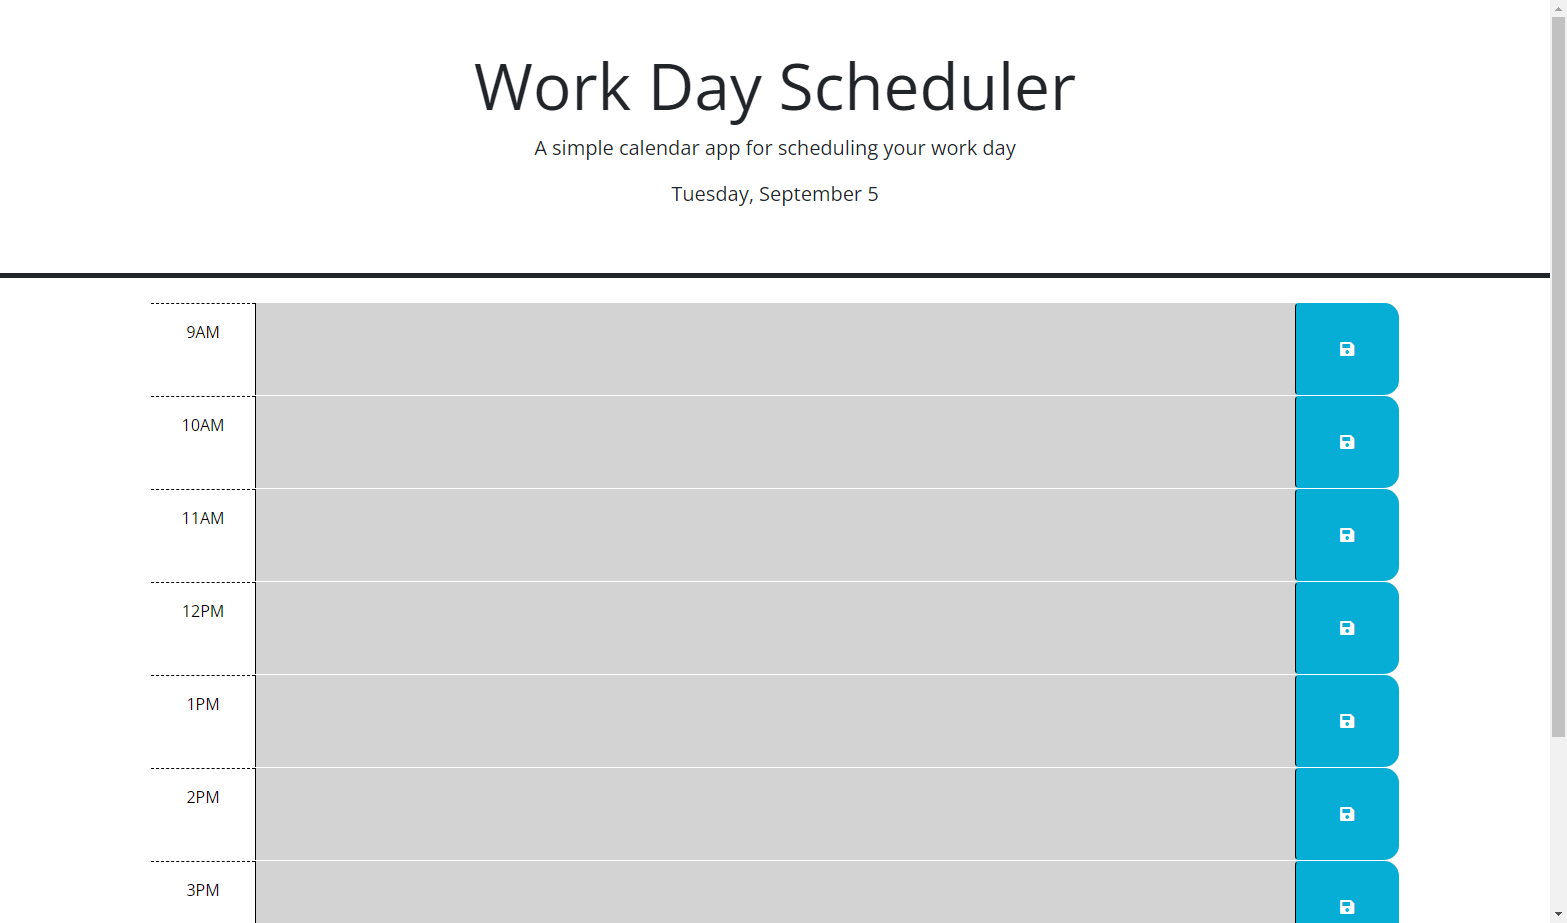 Work Day Scheduler
A simple calendar app for scheduling your work day
Tuesday, September 5
9AM
10AM
11AM
12PM
1PM
2PM
3PM